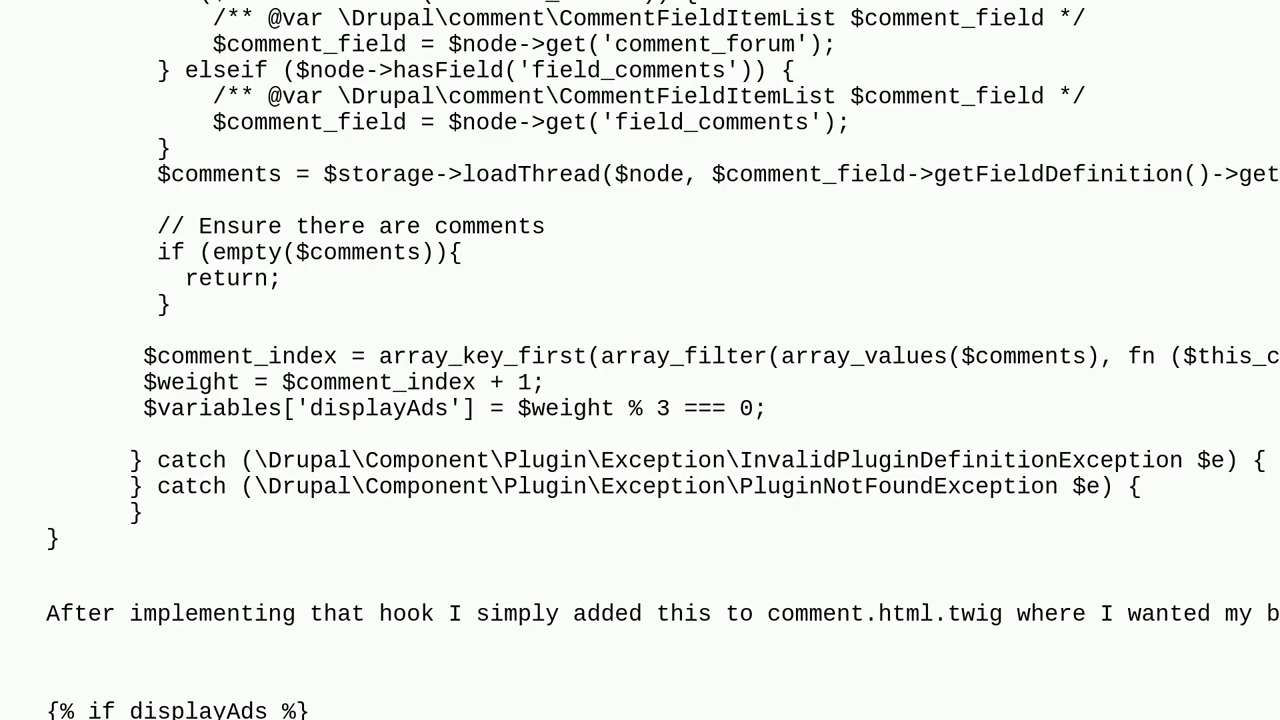 /** @var \Drupal\comment\CommentFieldItemList $comment_field */
$comment_field = $node->get('comment_forum');
} elseif ($node->hasField('field_comments')) {
/** @var \Drupal\comment\CommentFieldItemList $comment_field */
$comment_field = $node->get('field_comments');
}
$comments = $storage->loadThread($node, $comment_field->getFieldDefinition()->get
// Ensure there are comments
if (empty($comments)){
return;
}
$comment_index = array_key_first(array_filter(array_values($comments), fn ($this_c
$weight = $comment_index + 1;
$variables['displayAds'] = $weight % 3 === 0;
} catch (\Drupal\Component\Plugin\Exception\InvalidPluginDefinitionException $e) {
} catch (\Drupal\Component\Plugin\Exception\PluginNotFoundException $e) {
}
}
After implementing that hook I simply added this to comment.html.twig where I wanted my b
{% if displayAds %}